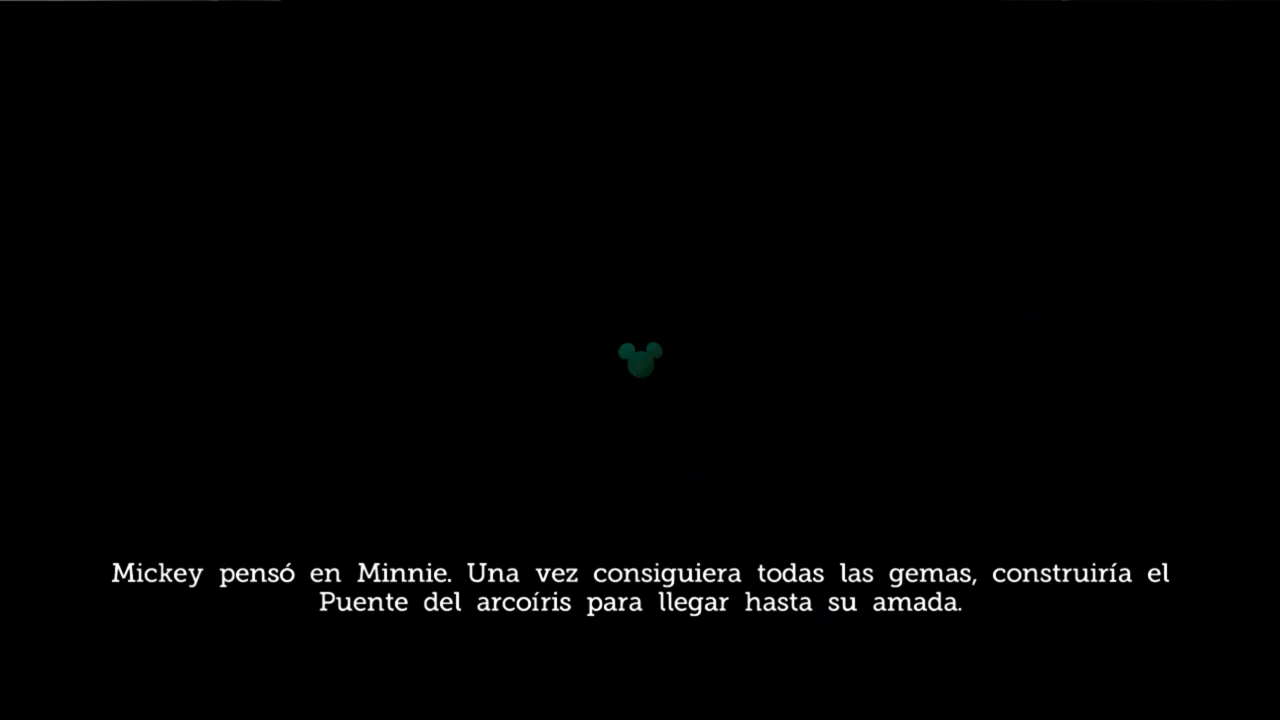 Mickey pensó en Minnie. Una vez consiguiera todas las gemas, construiría el
Puente del arcoíris para llegar hasta su amada.